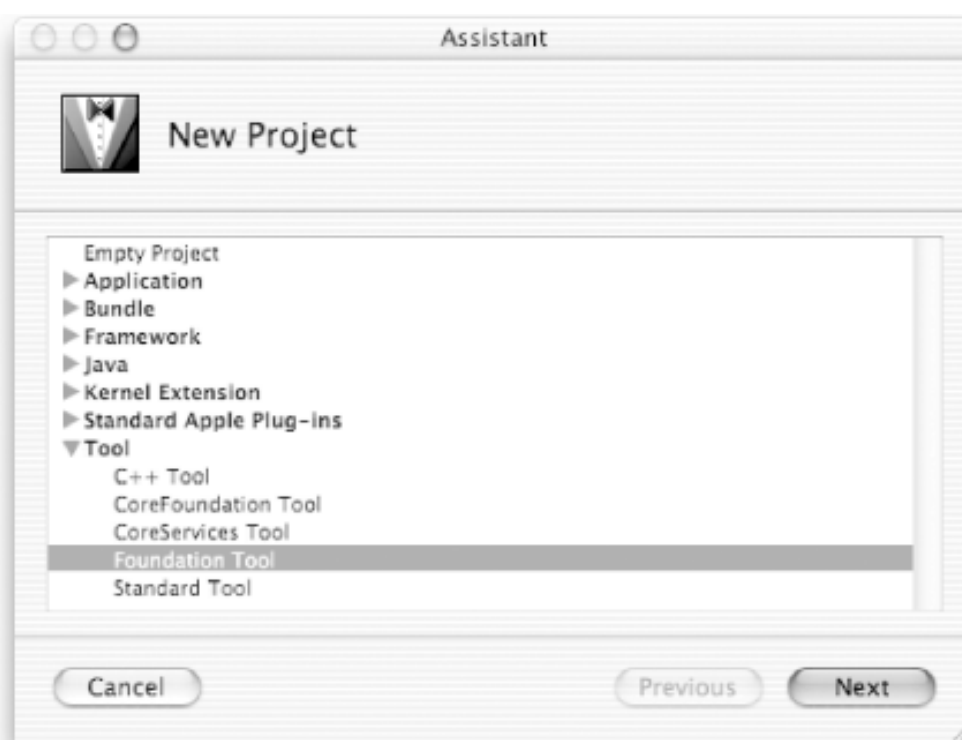 Assistant
New Project
Empty Project
Application
Bundle
Framework
Java
Kernel Extension
Standard Apple Plug-ins
Tool
C++ Tool
CoreFoundation Tool
CoreServices Tool
Foundation Tool
Standard Tool
Cancel Previous Next